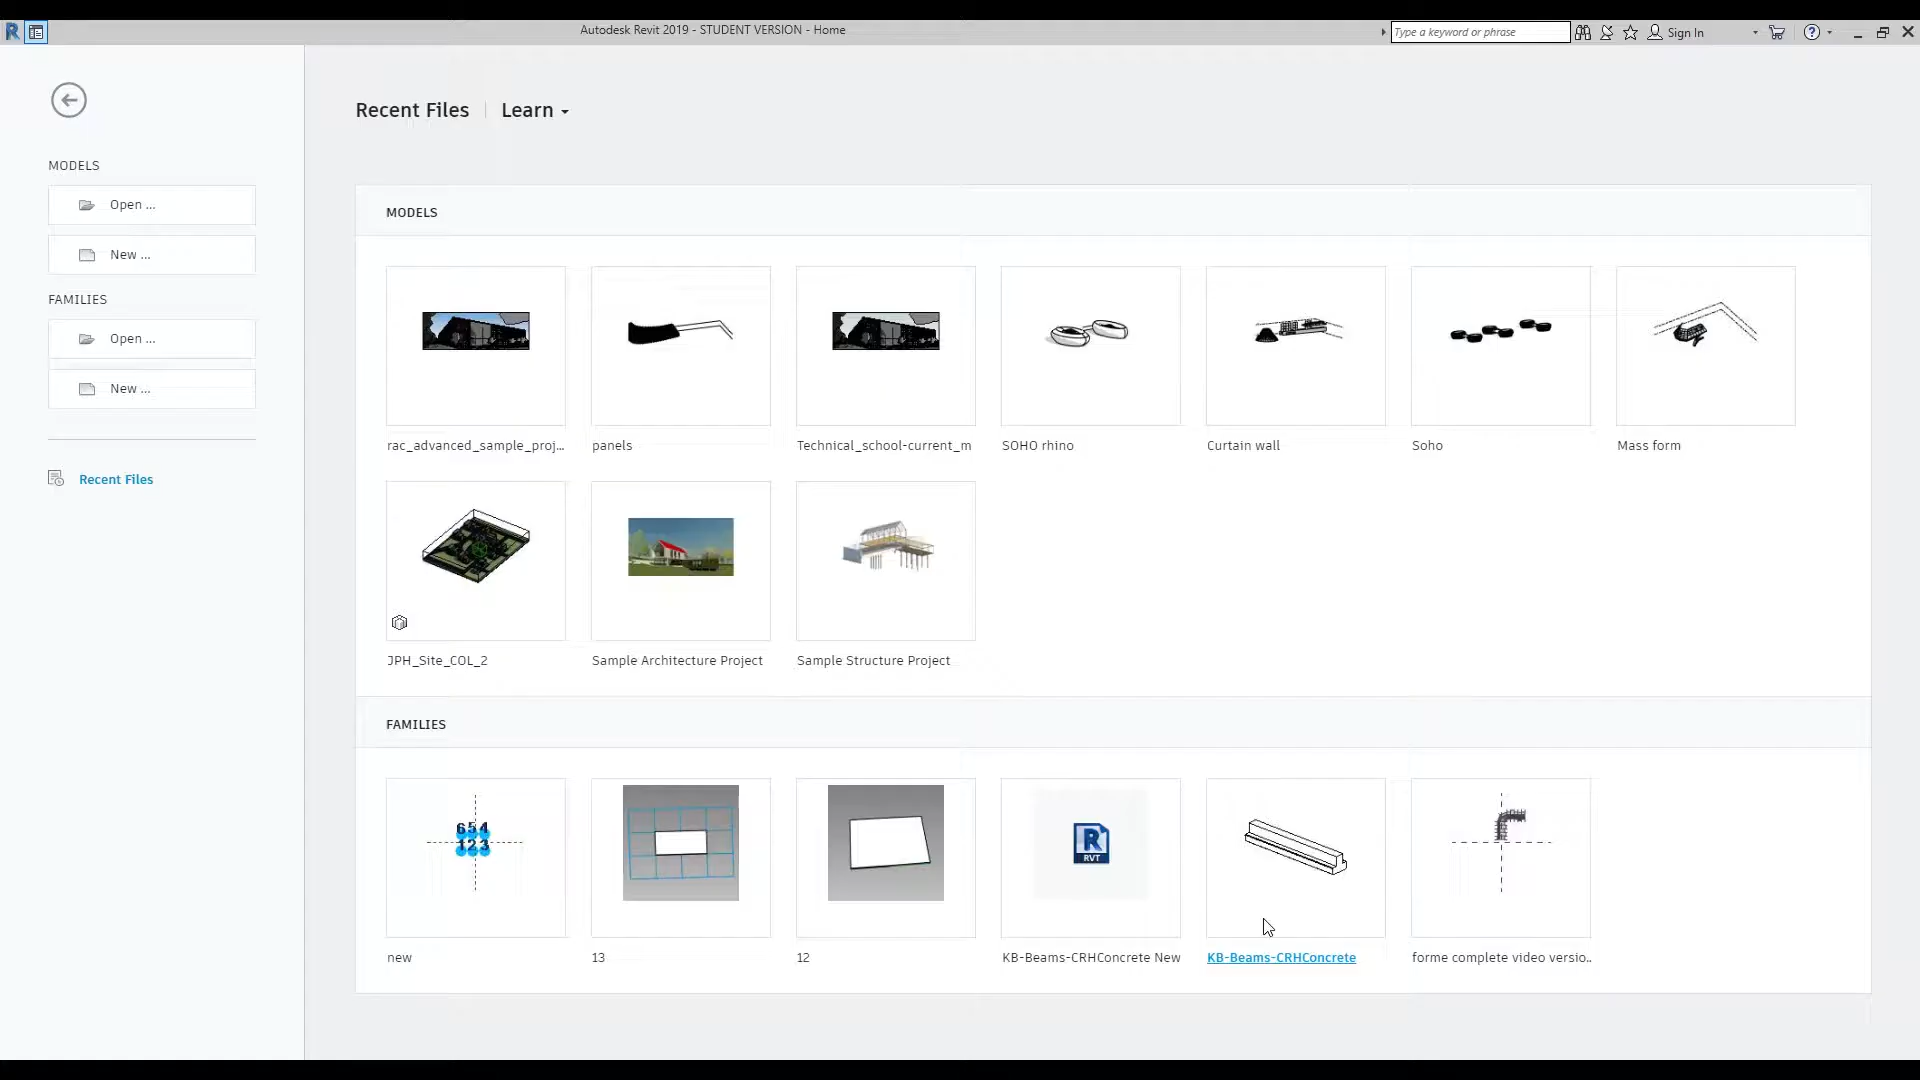 Autodesk Revit 2019 - STUDENT VERSION - Home
Type a keyword or phrase
Sign In
Recent Files
Learn
MODELS
Open ...
New ...
FAMILIES
Open ...
New ...
Recent Files
MODELS
rac_advanced_sample_proj...
panels
Technical_school-current_m
SOHO rhino
Curtain wall
Soho
Mass form
JPH_Site_COL_2
Sample Architecture Project
Sample Structure Project
FAMILIES
654
123
R
RVT
new
13
12
KB-Beams-CRHConcrete New
KB-Beams-CRHConcrete
forme complete video versio..